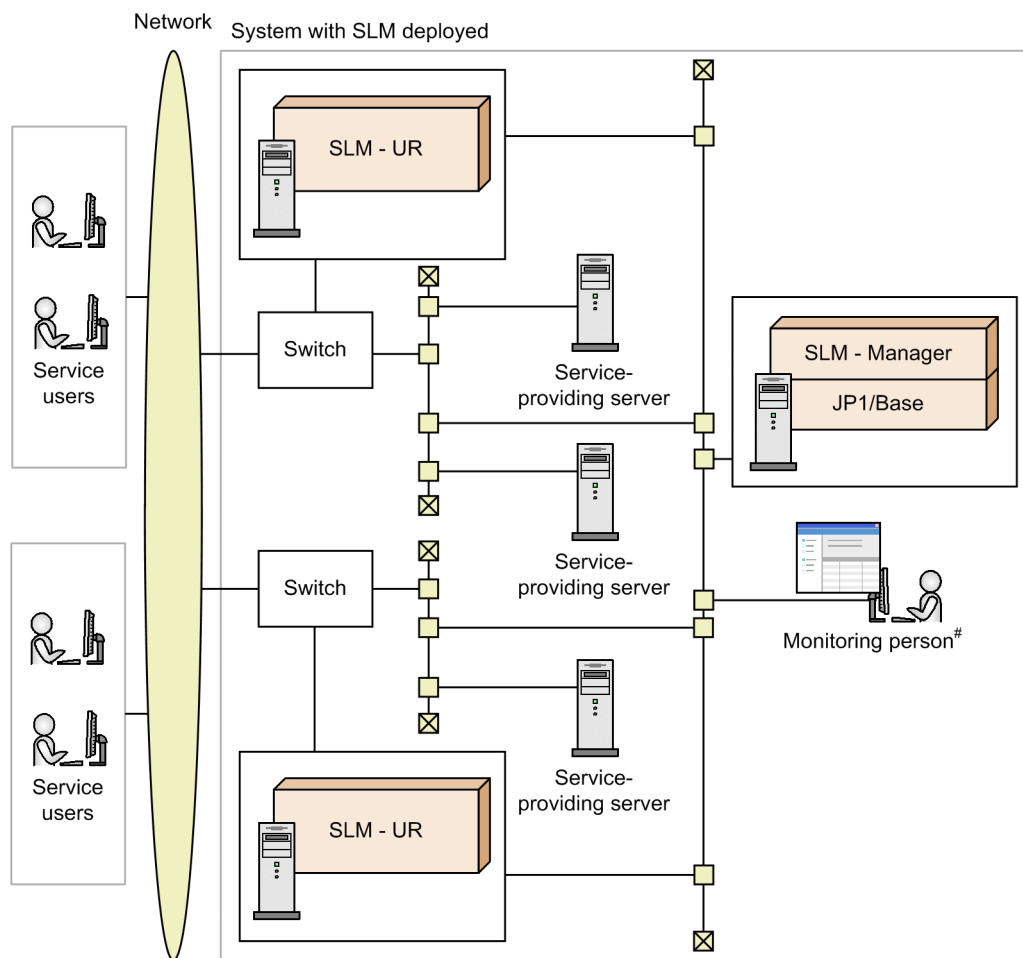 Network
System with SLM deployed
SLM - UR
Service-
providing server
Switch
Service
users
SLM - Manager
JP1/Base
Service-
providing server
Switch
Monitoring person#
Service-
providing server
Service
users
SLM - UR